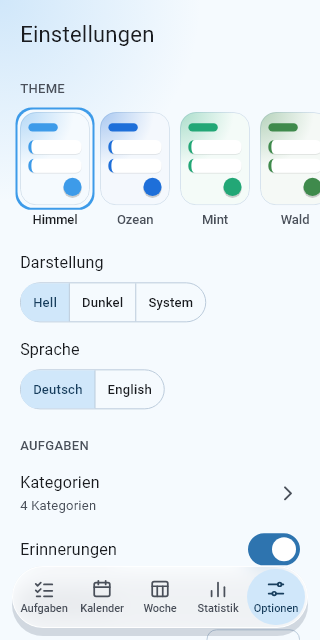 Einstellungen
THEME
Himmel Ozean Mint Wald
Darstellung
Hell Dunkel System
Sprache
Deutsch English
AUFGABEN
Kategorien
4 Kategorien
Erinnerungen
Aufgaben Kalender Woche Statistik Optionen